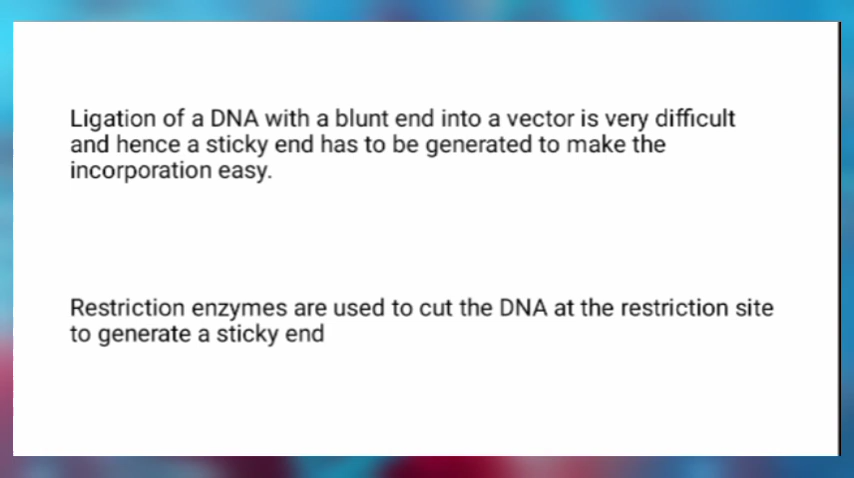 Ligation of a DNA with a blunt end into a vector is very difficult
and hence a sticky end has to be generated to make the
incorporation easy.
Restriction enzymes are used to cut the DNA at the restriction site
to generate a sticky end